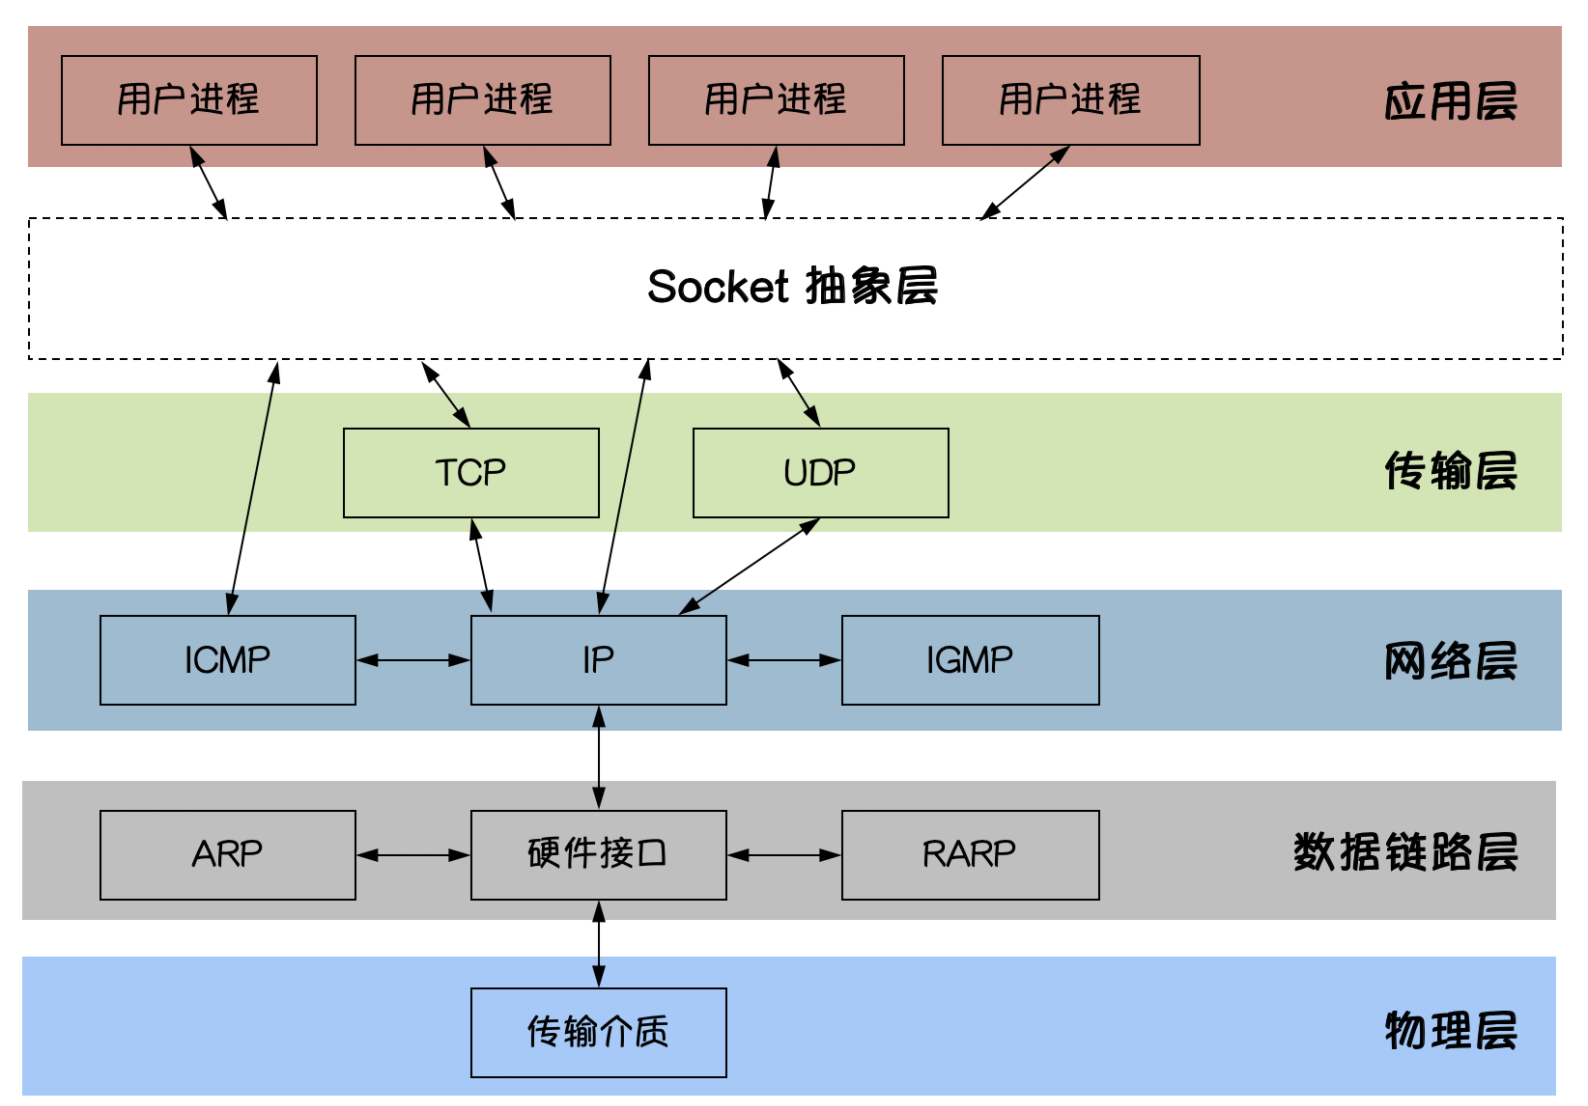 用户进程
用户进程
用户进程
用户进程
应用层
Socket 抽象层
TCP
UDP
传输层
ICMP
IP
IGMP
网络层
ARP
硬件接口
RARP
数据链路层
传输介质
物理层